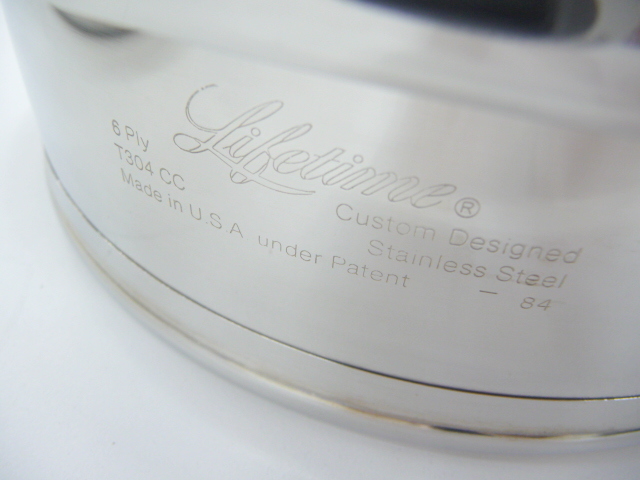 Lifetime®
6 Ply
Custom Designed
T304 CC
Stainless Steel
Made in U.S.A under Patent
— 84